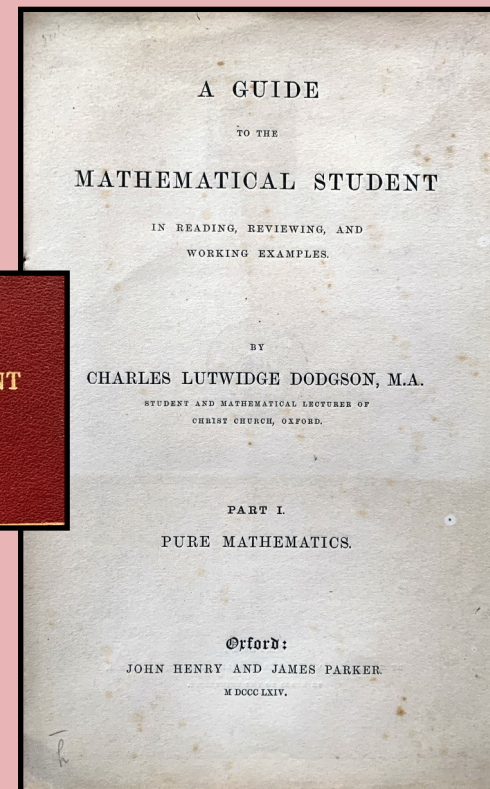 A GUIDE
TO THE
MATHEMATICAL STUDENT
IN READING, REVIEWING, AND
WORKING EXAMPLES.
BY
CHARLES LUTWIDGE DODGSON, M.A.
STUDENT AND MATHEMATICAL LECTURER OF
CHRIST CHURCH, OXFORD.
PART I.
PURE MATHEMATICS.
Oxford:
JOHN HENRY AND JAMES PARKER.
M DCCC LXIV.
NT
h